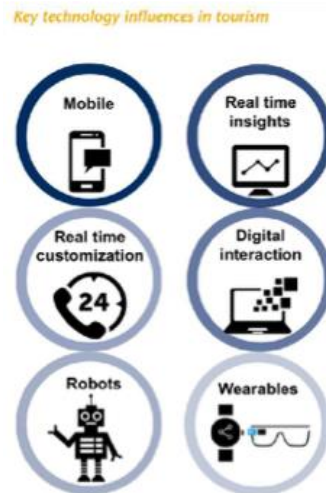 Key technology influences in tourism
Mobile
Real time
insights
Real time
customization
24
Digital
interaction
Robots
Wearables